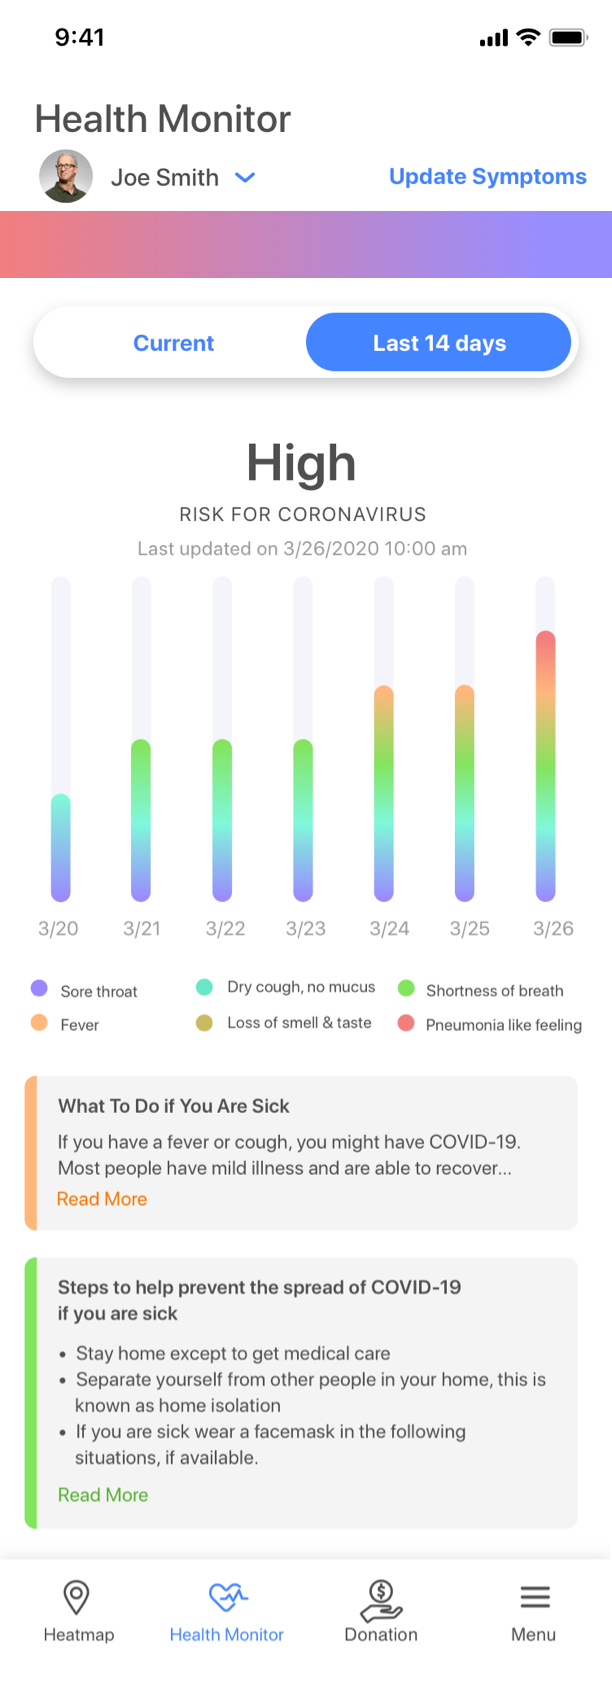 9:41
Health Monitor
Joe Smith
Update Symptoms
Current
Last 14 days
High
RISK FOR CORONAVIRUS
Last updated on 3/26/2020 10:00 am
3/20 3/21 3/22 3/23 3/24 3/25 3/26
Sore throat
Dry cough, no mucus
Shortness of breath
Fever
Loss of smell & taste
Pneumonia like feeling
What To Do if You Are Sick
If you have a fever or cough, you might have COVID-19.
Most people have mild illness and are able to recover...
Read More
Steps to help prevent the spread of COVID-19
if you are sick
• Stay home except to get medical care
• Separate yourself from other people in your home, this is
known as home isolation
• If you are sick wear a facemask in the following
situations, if available.
Read More
$
Heatmap
Health Monitor
Donation
Menu